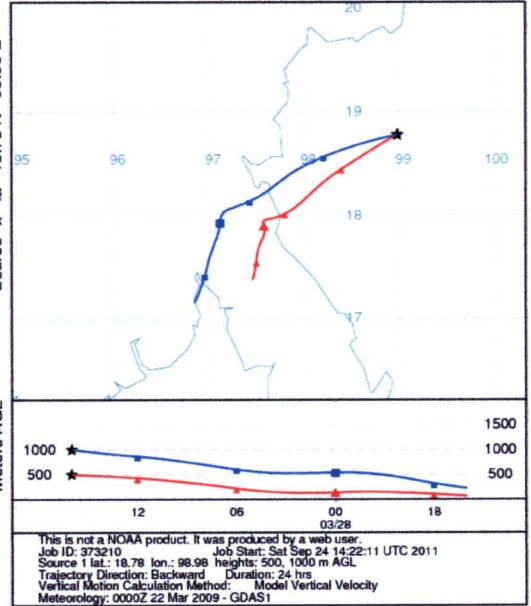 20
19
95 96 97 98 99 100
18
17
Meters AGL
1500
1000 1000
500 500
12 06 00 18
03/28
This is not a NOAA product. It was produced by a web user.
Job ID: 373210 Job Start: Sat Sep 24 14:22:11 UTC 2011
Source 1 lat.: 18.78 lon.: 98.98 heights: 500, 1000 m AGL
Trajectory Direction: Backward Duration: 24 hrs
Vertical Motion Calculation Method: Model Vertical Velocity
Meteorology: 0000Z 22 Mar 2009 - GDAS1